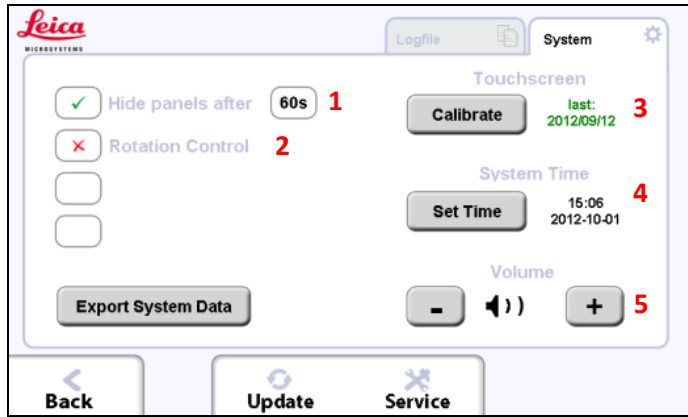 Leica
MICROSYSTEMS
Logfile
System
Hide panels after 60s 1
Rotation Control 2
Touchscreen
Calibrate
last:
2012/09/12
3
System Time
Set Time
15:06
2012-10-01
4
Export System Data
Volume
- + 5
Back
Update
Service